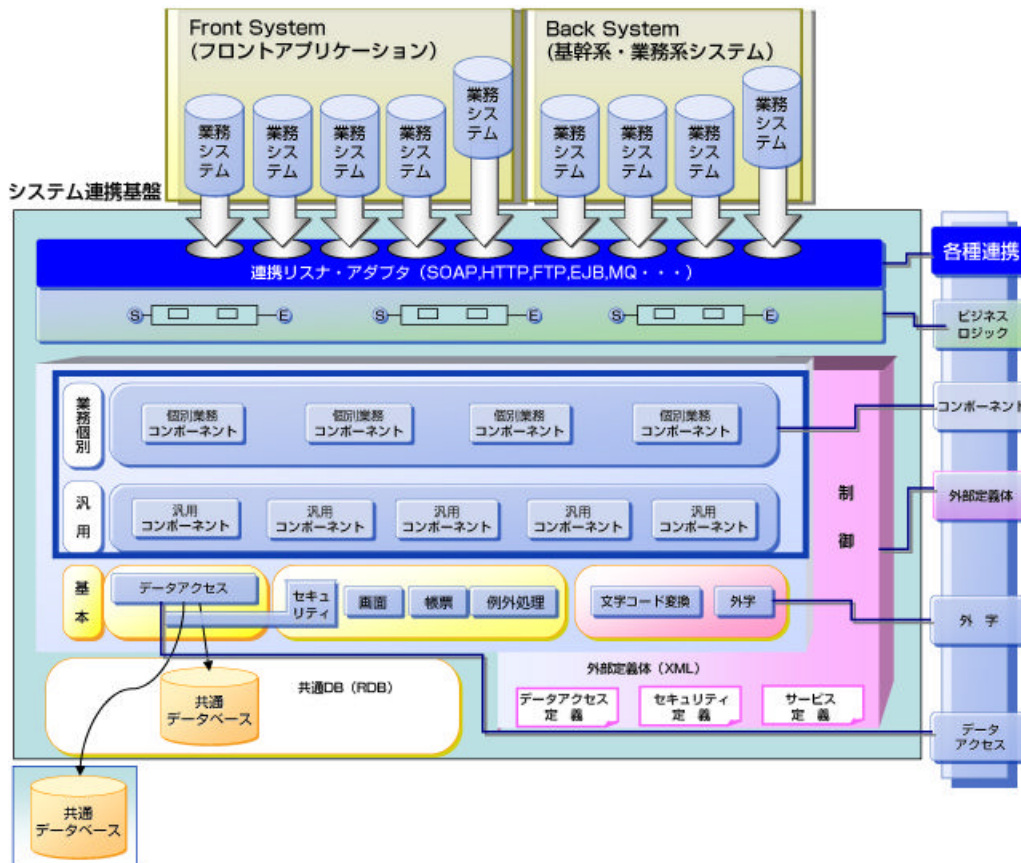 Front System
(フロントアプリケーション)
Back System
(基幹系・業務系システム)
業務
システム
業務
システム
業務
システム
業務
システム
業務
システム
業務
システム
業務
システム
業務
システム
業務
システム
システム連携基盤
連携リスナ・アダプタ（SOAP,HTTP,FTP,EJB,MQ・・・）
各種連携
S
E
S
E
S
E
ビジネス
ロジック
業務個別
個別業務
コンポーネント
個別業務
コンポーネント
個別業務
コンポーネント
個別業務
コンポーネント
コンポーネント
汎用
汎用
コンポーネント
汎用
コンポーネント
汎用
コンポーネント
汎用
コンポーネント
汎用
コンポーネント
制御
外部定義体
基本
データアクセス
セキュ
リティ
画面
帳票
例外処理
文字コード変換
外字
外　字
共通DB（RDB）
共通
データベース
外部定義体（XML）
データアクセス
定　義
セキュリティ
定　義
サービス
定　義
データ
アクセス
共通
データベース